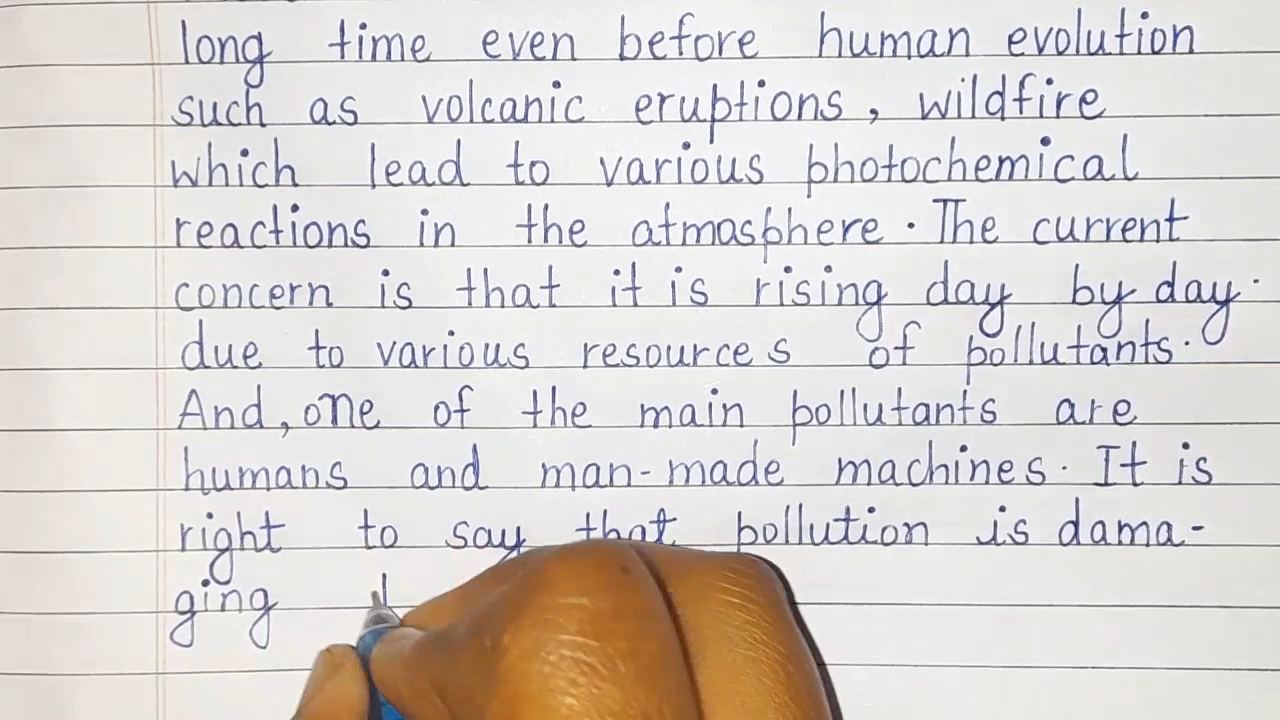 long time even before human evolution
such as volcanic eruptions, wildfire
which lead to various photochemical
reactions in the atmosphere. The current
concern is that it is rising day by day.
due to various resources of pollutants.
And, one of the main pollutants are
humans and man-made machines. It is
right to say that pollution is dama-
ging